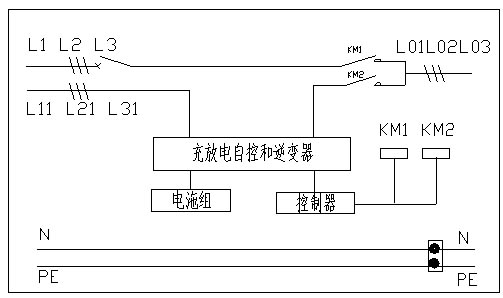 L1 L2 L3
KM1
L01L02L03
KM2
L11 L21 L31
KM1 KM2
充放电自控和逆变器
电池组
控制器
N
N
PE
PE